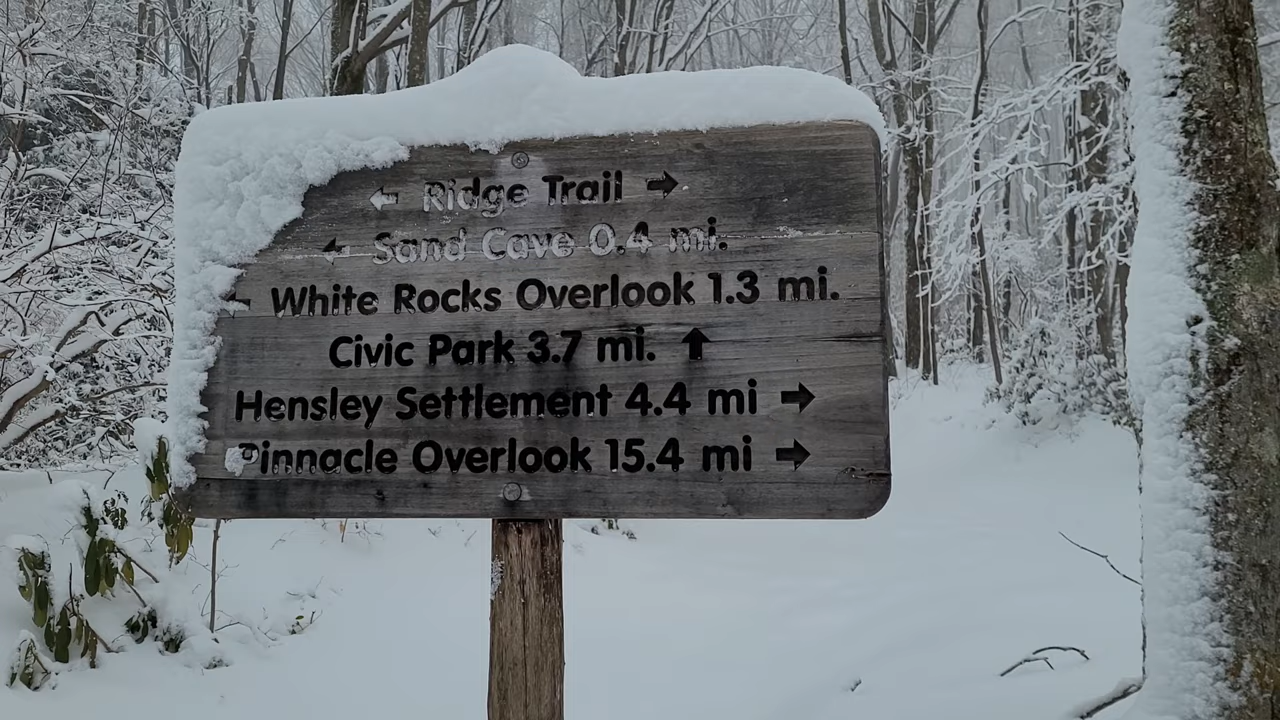 ← Ridge Trail →
← Sand Cave 0.4 mi.
← White Rocks Overlook 1.3 mi.
Civic Park 3.7 mi. ↑
Hensley Settlement 4.4 mi →
Pinnacle Overlook 15.4 mi →